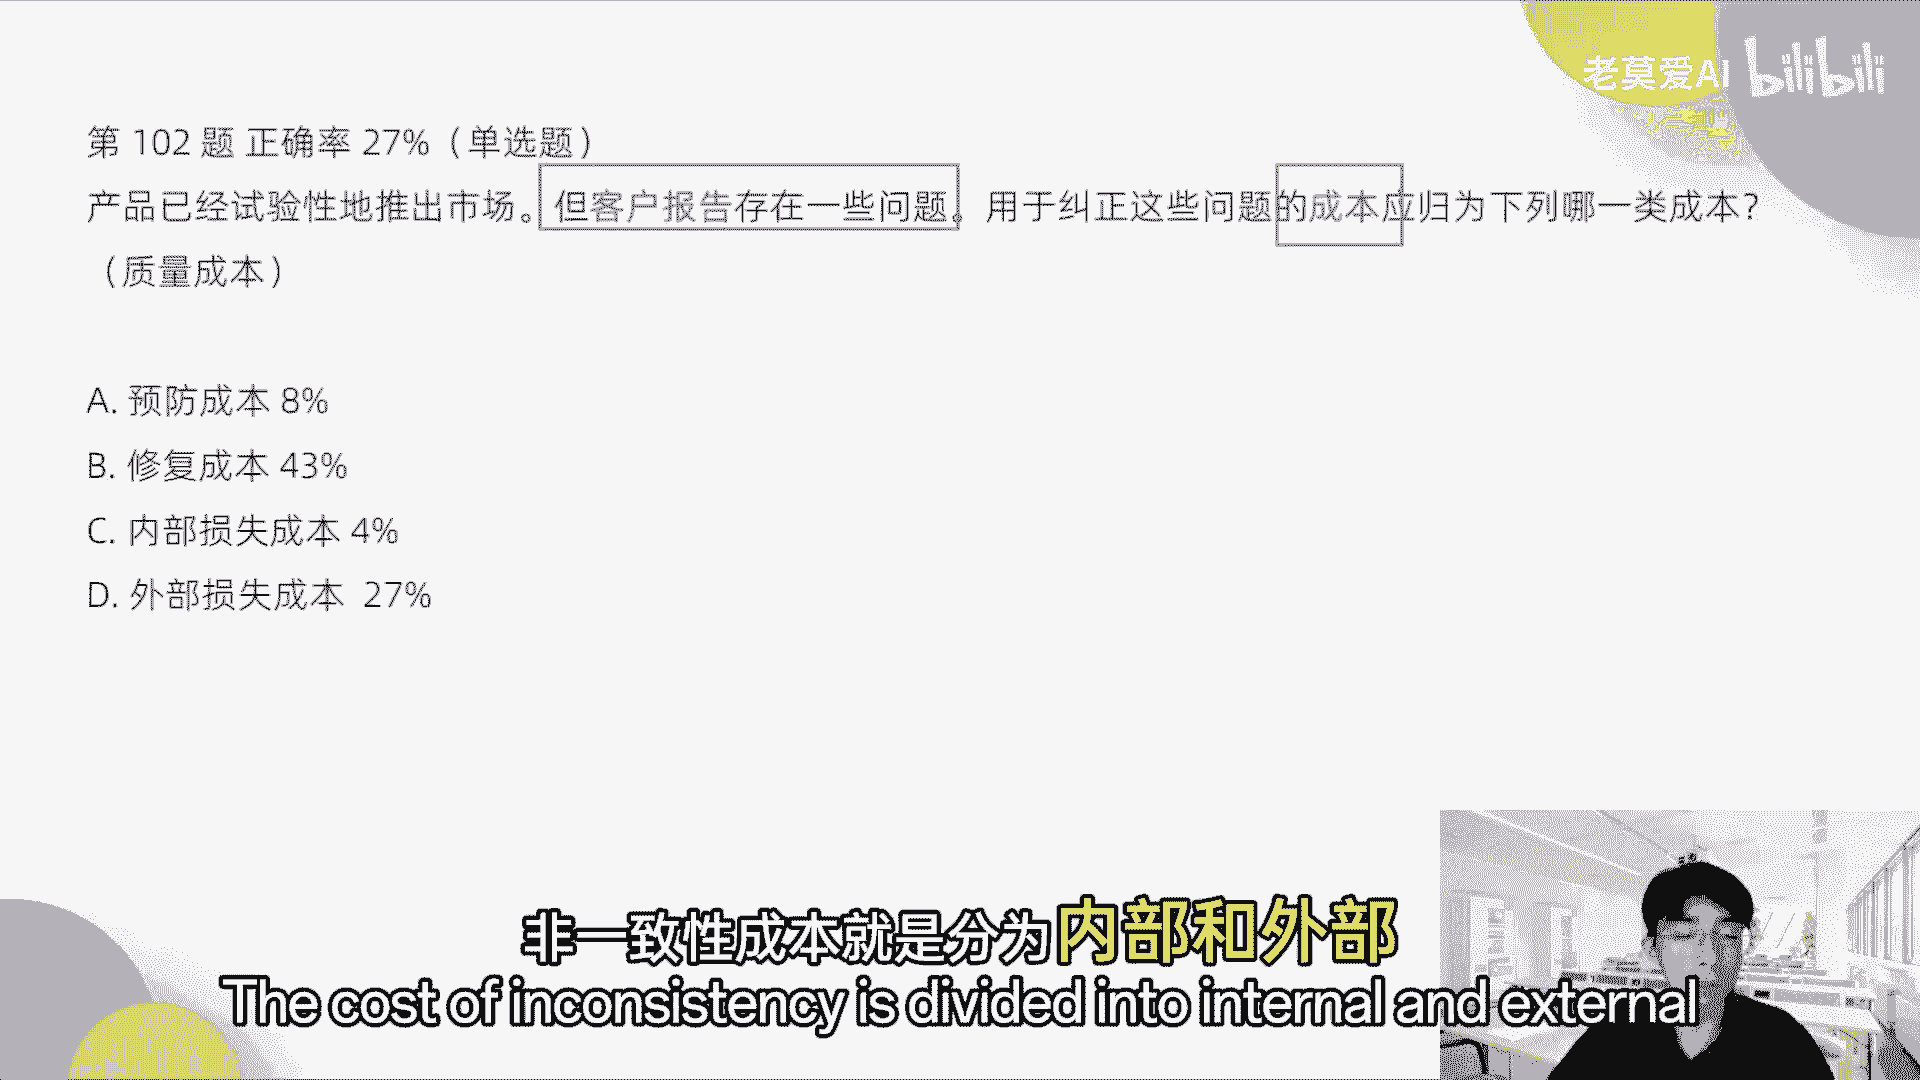 老莫爱AI bilibili
第 102 题 正确率 27%（单选题）
产品已经试验性地推出市场。但客户报告存在一些问题。用于纠正这些问题的成本应归为下列哪一类成本？
（质量成本）
A. 预防成本 8%
B. 修复成本 43%
C. 内部损失成本 4%
D. 外部损失成本 27%
非一致性成本就是分为内部和外部
The cost of inconsistency is divided into internal and external